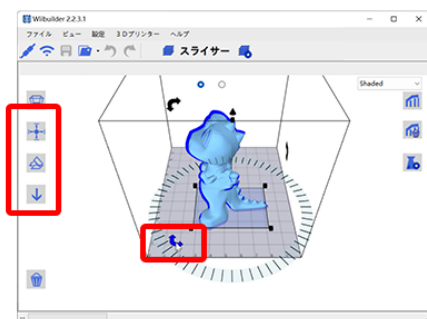 Wiibuilder 2.2.3.1
ファイル ビュー 設定 3Dプリンター ヘルプ
スライサー
Shaded